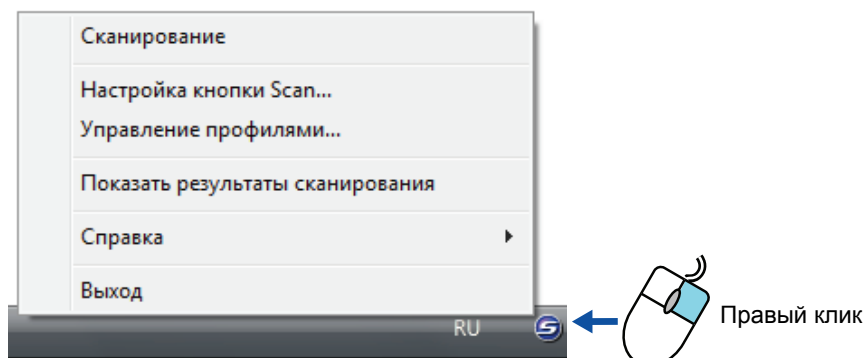 Сканирование
Настройка кнопки Scan...
Управление профилями...
Показать результаты сканирования
Справка
Выход
RU
Правый клик